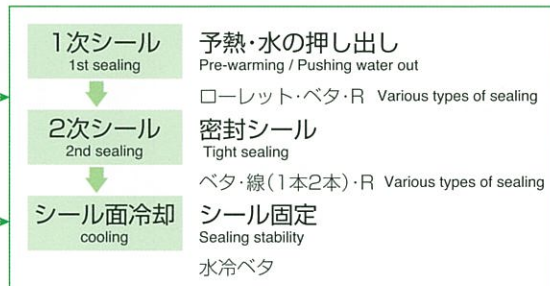 1次シール 予熱・水の押し出し
1st sealing Pre-warming / Pushing water out
ローレット・ベタ・R Various types of sealing
2次シール 密封シール
2nd sealing Tight sealing
ベタ・線(1本2本)・R Various types of sealing
シール面冷却 シール固定
cooling Sealing stability
水冷ベタ